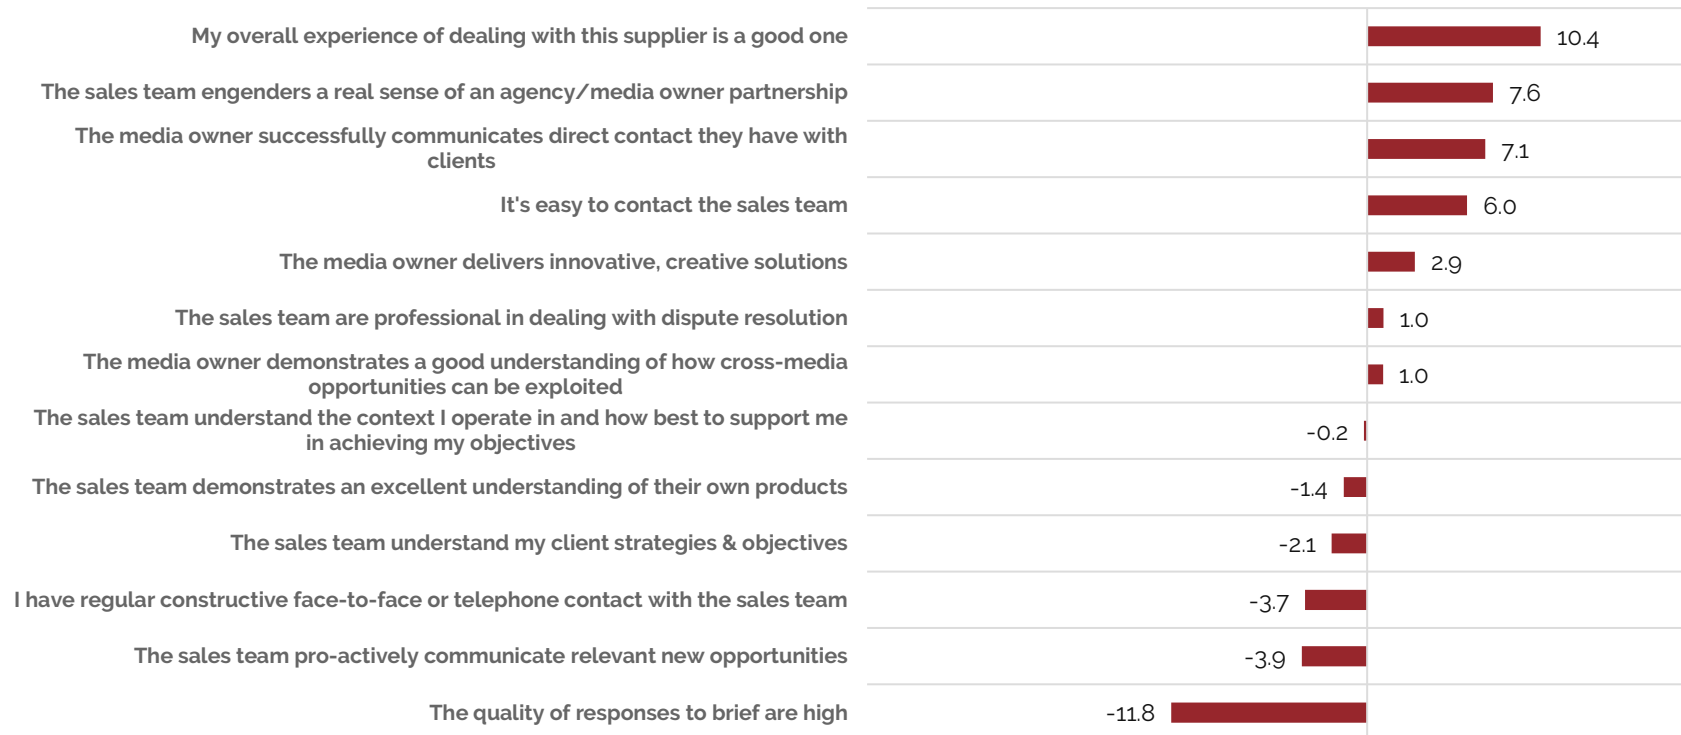 My overall experience of dealing with this supplier is a good one 10.4
The sales team engenders a real sense of an agency/media owner partnership 7.6
The media owner successfully communicates direct contact they have with
clients 7.1
It's easy to contact the sales team 6.0
The media owner delivers innovative, creative solutions 2.9
The sales team are professional in dealing with dispute resolution 1.0
The media owner demonstrates a good understanding of how cross-media
opportunities can be exploited 1.0
The sales team understand the context I operate in and how best to support me
in achieving my objectives -0.2
The sales team demonstrates an excellent understanding of their own products -1.4
The sales team understand my client strategies & objectives -2.1
I have regular constructive face-to-face or telephone contact with the sales team -3.7
The sales team pro-actively communicate relevant new opportunities -3.9
The quality of responses to brief are high -11.8